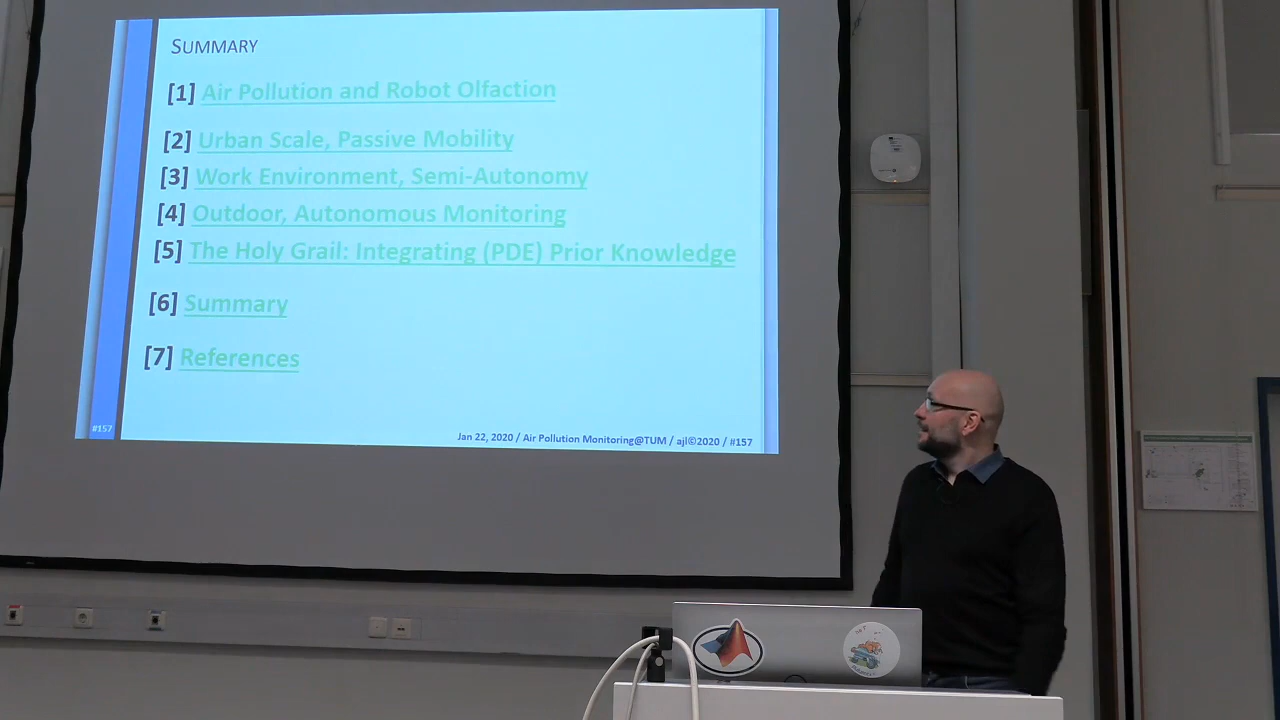 SUMMARY
[1] Air Pollution and Robot Olfaction
[2] Urban Scale, Passive Mobility
[3] Work Environment, Semi-Autonomy
[4] Outdoor, Autonomous Monitoring
[5] The Holy Grail: Integrating (PDE) Prior Knowledge
[6] Summary
[7] References
#157
Jan 22, 2020 / Air Pollution Monitoring@TUM / ajl©2020 / #157